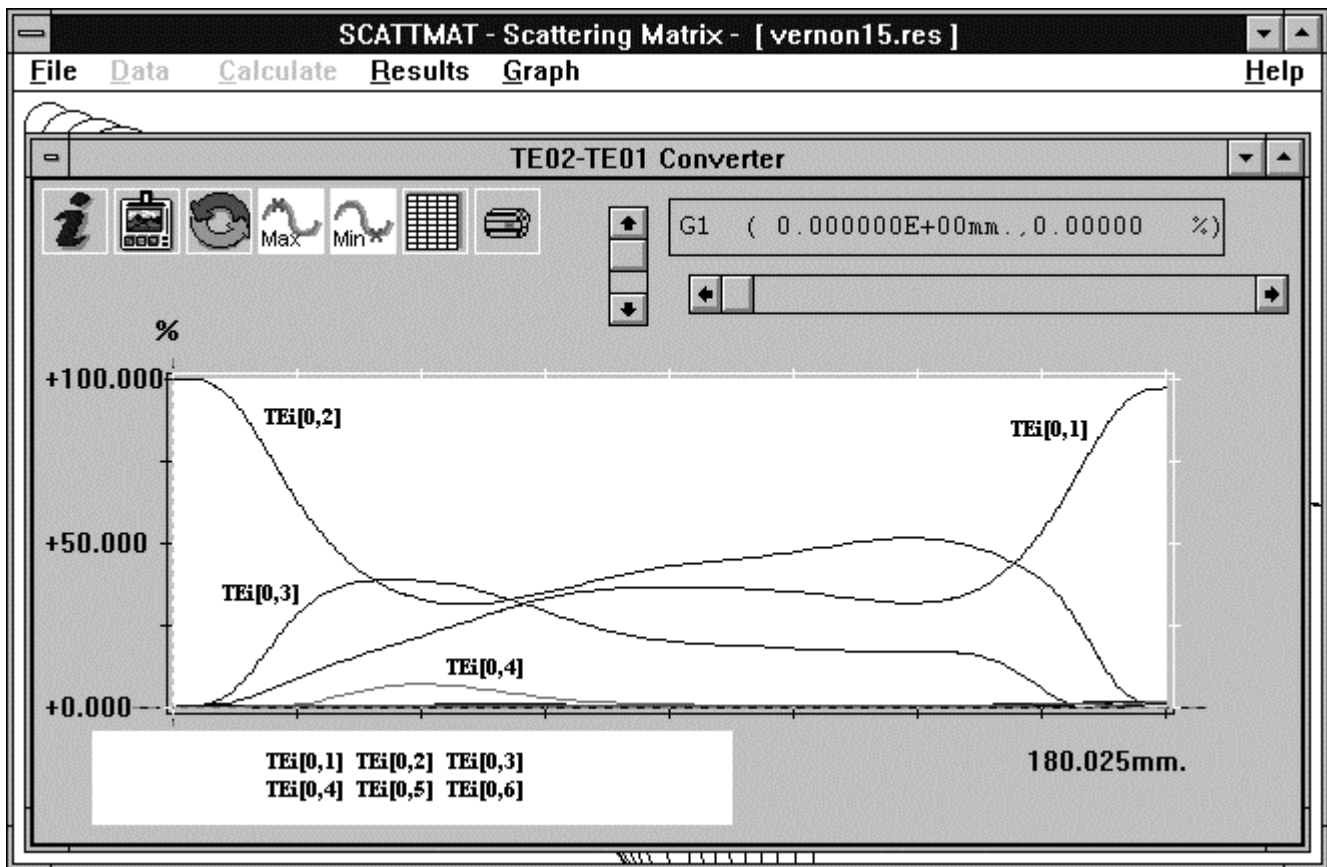 SCATTMAT - Scattering Matrix - [ vernon15.res ]
File Data Calculate Results Graph Help
TE02-TE01 Converter
Max Min
G1 ( 0.000000E+00mm.,0.00000 %)
%
+100.000
TEi[0,2]
TEi[0,1]
+50.000
TEi[0,3]
TEi[0,4]
+0.000
TEi[0,1] TEi[0,2] TEi[0,3]
180.025mm.
TEi[0,4] TEi[0,5] TEi[0,6]